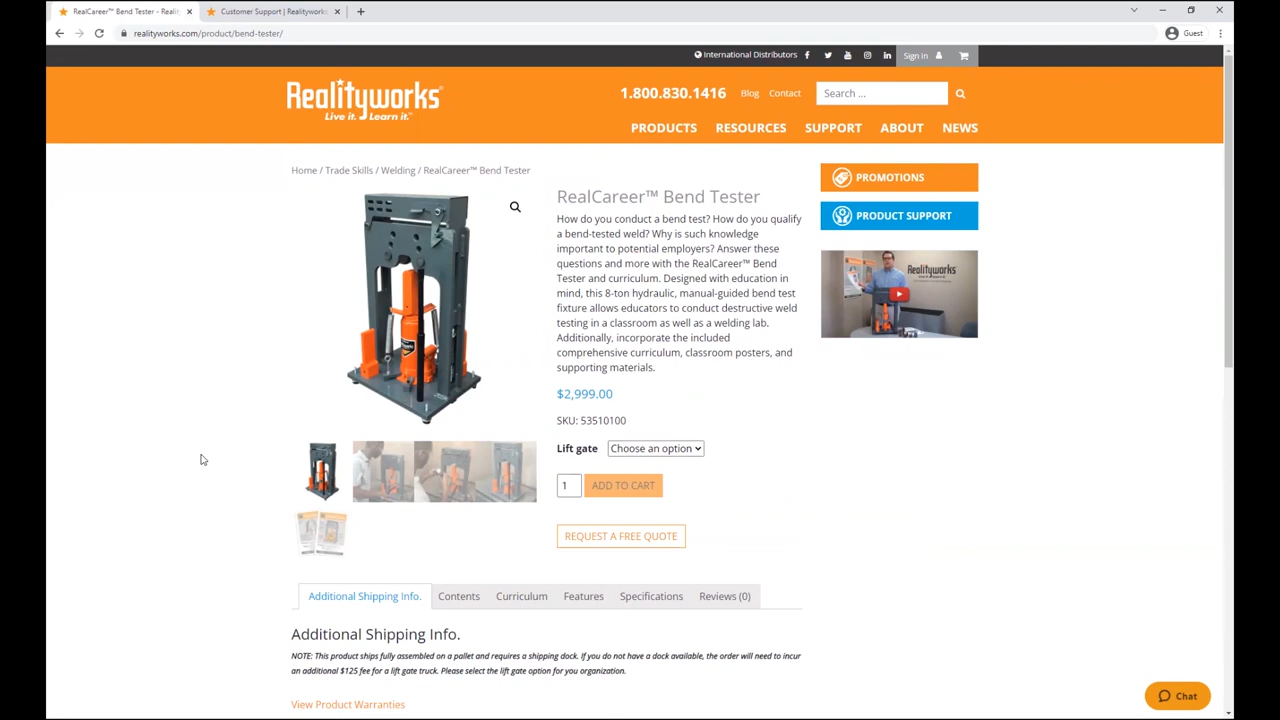 RealCareer™ Bend Tester - Reality
Customer Support | Realityworks
realityworks.com/product/bend-tester/
Guest
International Distributors
Sign In
Realityworks
Live it. Learn it.
1.800.830.1416
Blog
Contact
Search ...
PRODUCTS
RESOURCES
SUPPORT
ABOUT
NEWS
Home / Trade Skills / Welding / RealCareer™ Bend Tester
RealCareer™ Bend Tester
How do you conduct a bend test? How do you qualify
a bend-tested weld? Why is such knowledge
important to potential employers? Answer these
questions and more with the RealCareer™ Bend
Tester and curriculum. Designed with education in
mind, this 8-ton hydraulic, manual-guided bend test
fixture allows educators to conduct destructive weld
testing in a classroom as well as a welding lab.
Additionally, incorporate the included
comprehensive curriculum, classroom posters, and
supporting materials.
$2,999.00
SKU: 53510100
Lift gate
Choose an option
1
ADD TO CART
REQUEST A FREE QUOTE
PROMOTIONS
PRODUCT SUPPORT
Realityworks
Additional Shipping Info.
Contents
Curriculum
Features
Specifications
Reviews (0)
Additional Shipping Info.
NOTE: This product ships fully assembled on a pallet and requires a shipping dock. If you do not have a dock available, the order will need to incur
an additional $125 fee for a lift gate truck. Please select the lift gate option for you organization.
View Product Warranties
Chat